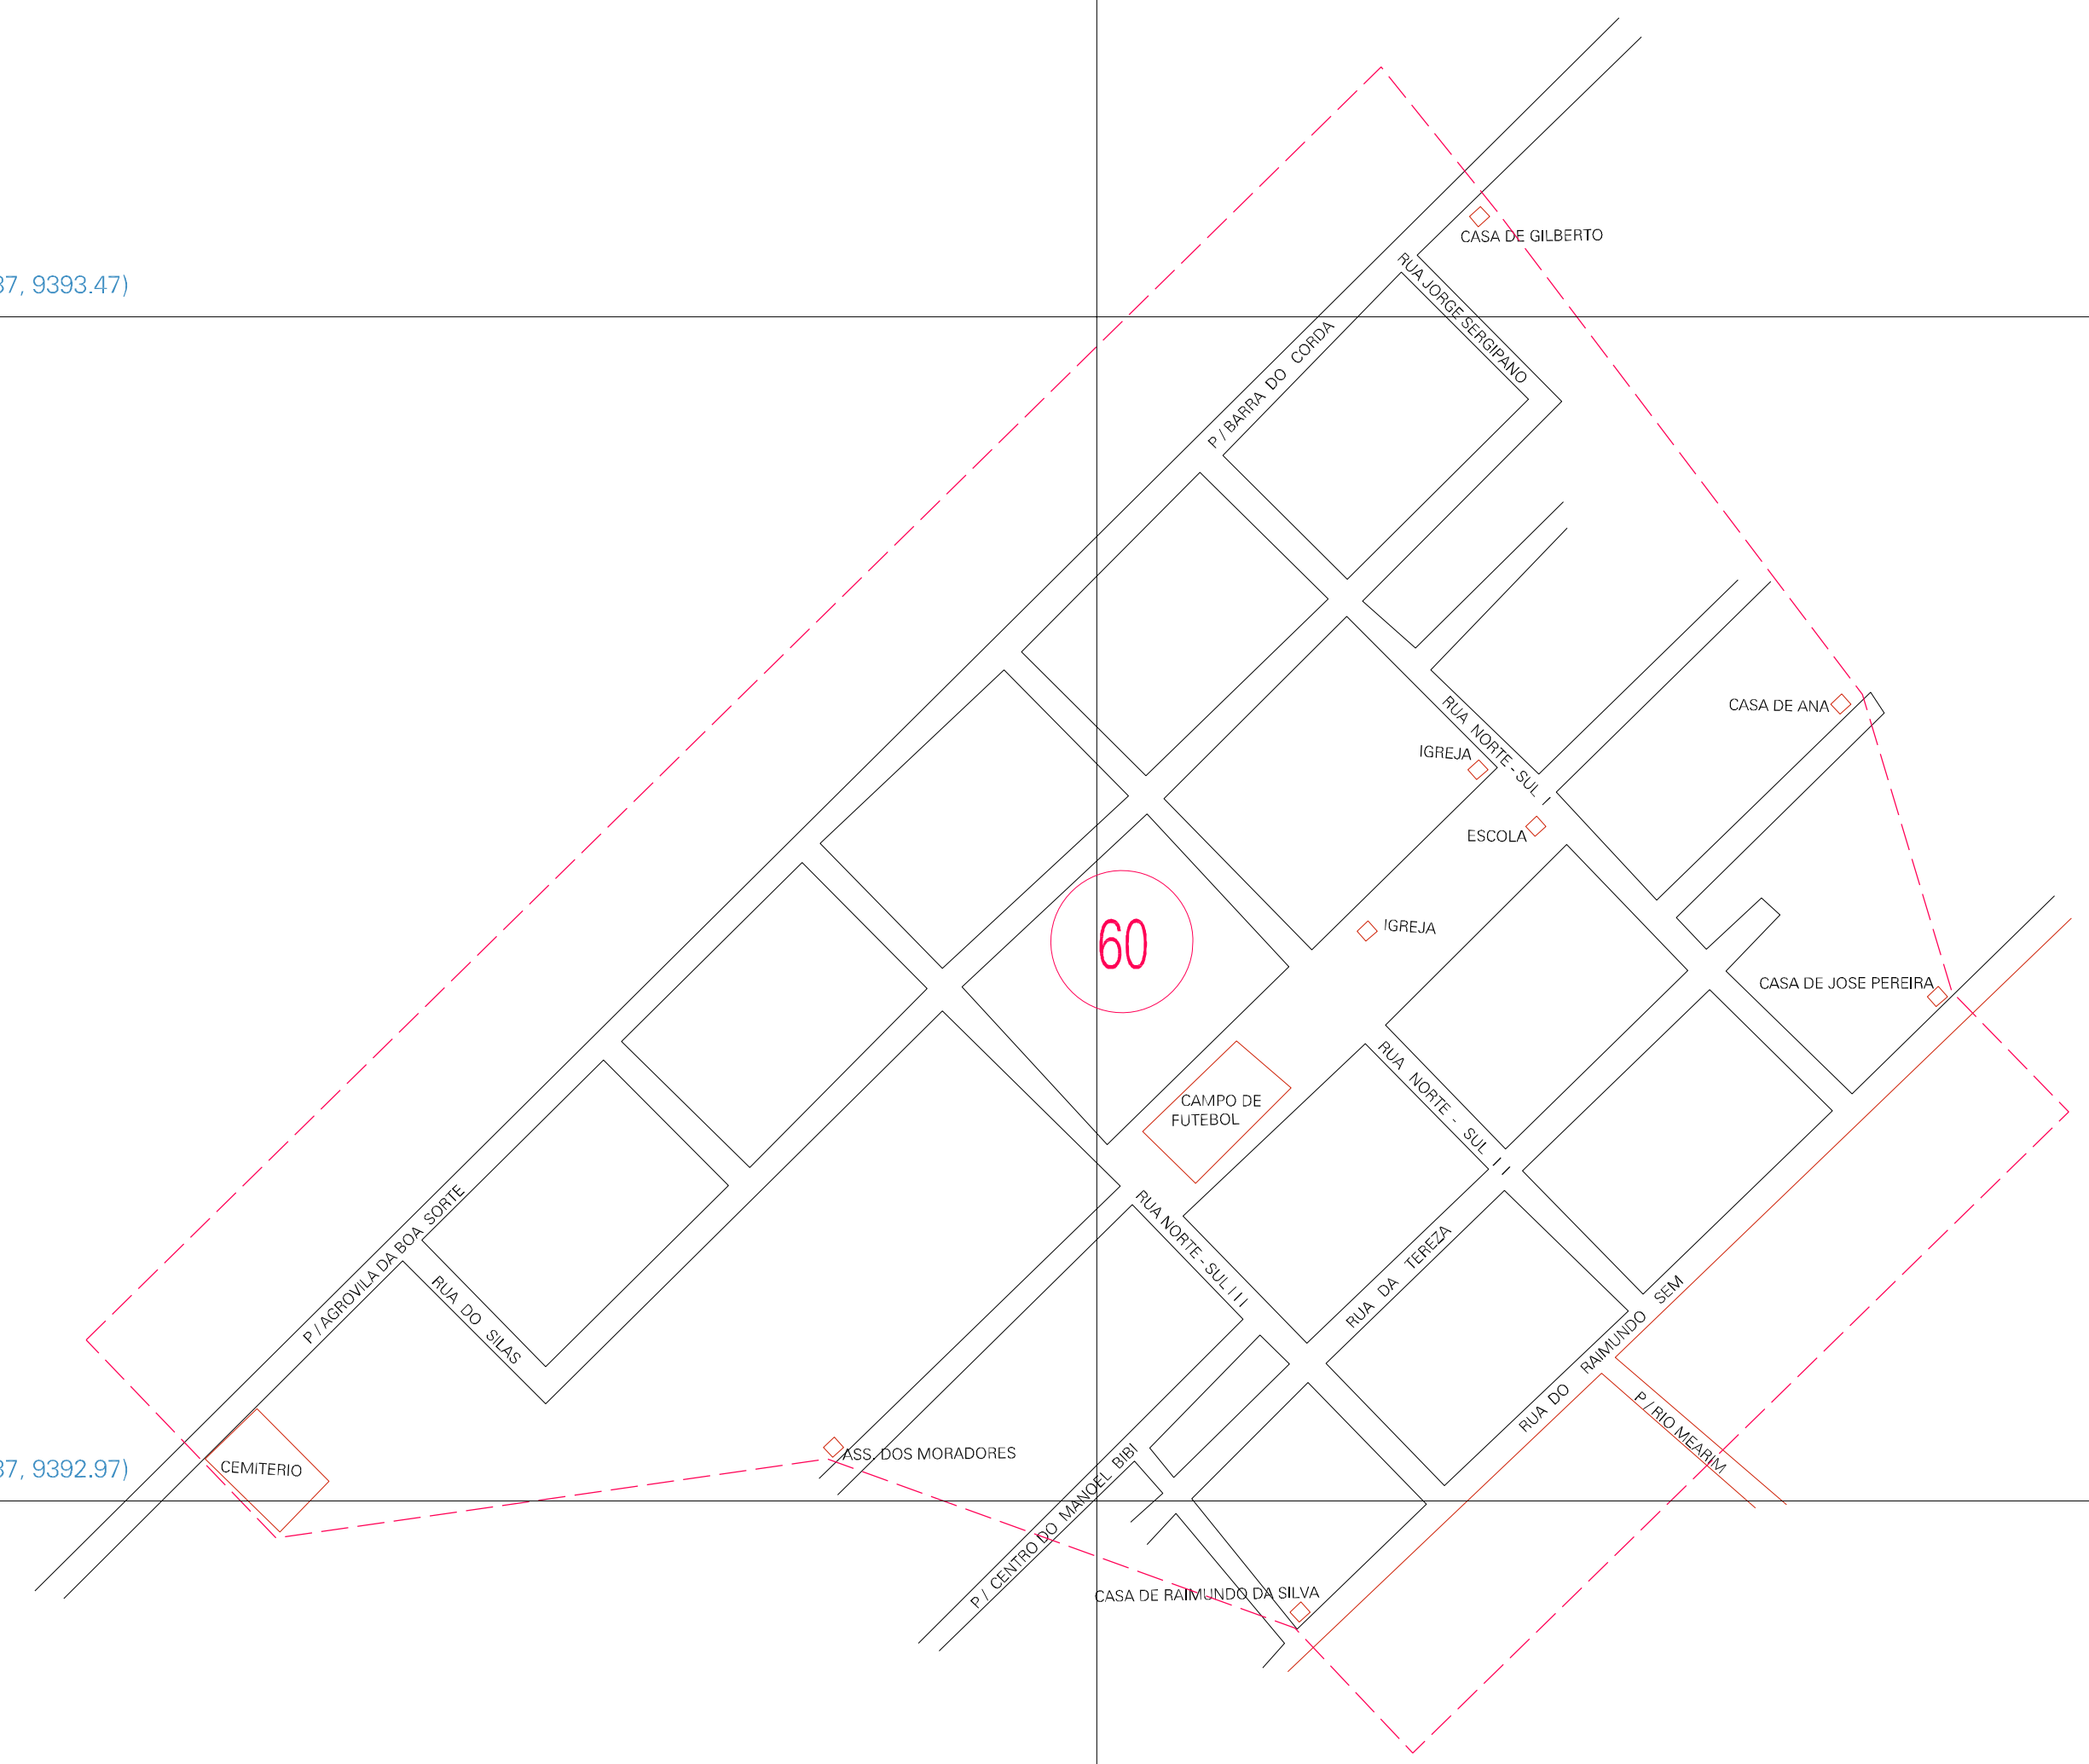 CASA DE GILBERTO
RUA JORGE SERGIPANO
37, 9393.47)
P / BARRA DO CORDA
CASA DE ANA
RUA NORTE - SUL I
IGREJA
ESCOLA
IGREJA
60
CASA DE JOSE PEREIRA
RUA NORTE - SUL II
CAMPO DE
FUTEBOL
P / AGROVILA DA BOA SORTE
RUA NORTE - SUL III
RUA DA TEREZA
RUA DO SILAS
RUA DO RAIMUNDO SEM
P / RIO MEARIM
ASS. DOS MORADORES
CEMITERIO
37, 9392.97)
P / CENTRO DO MANOEL BIBI
CASA DE RAIMUNDO DA SILVA